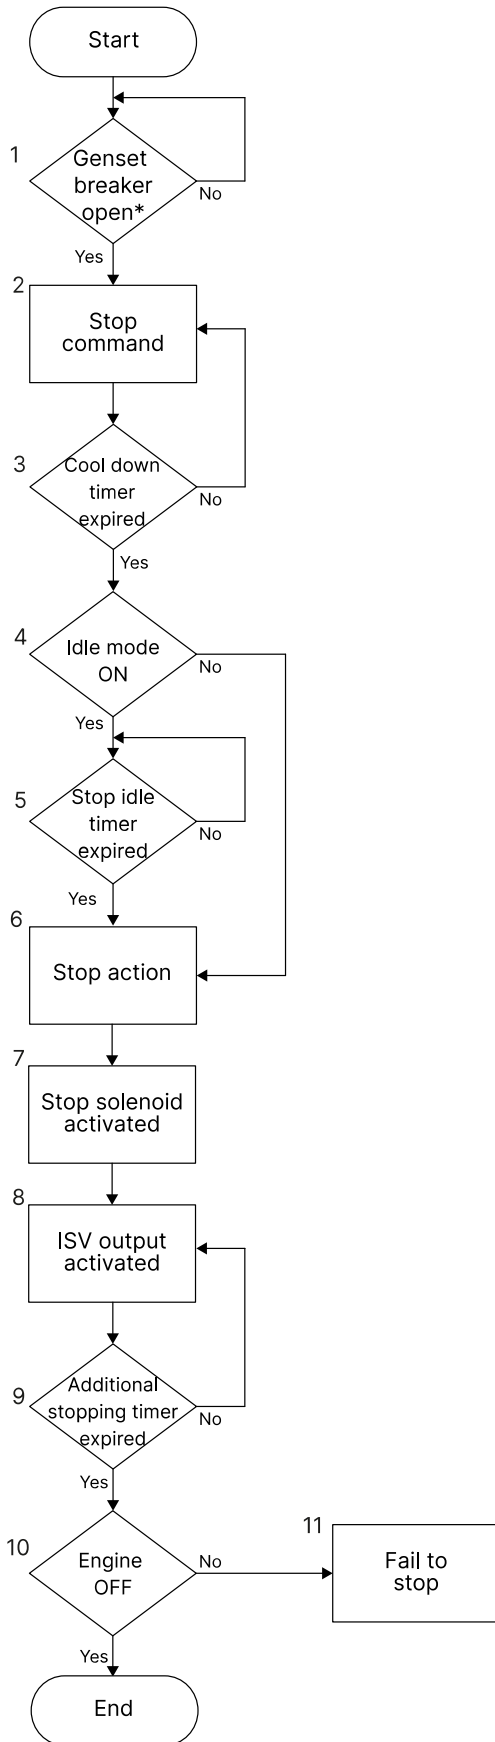 Start
1
Genset
breaker
open*
No
Yes
2
Stop
command
3
Cool down
timer
expired
No
Yes
4
Idle mode
ON
No
Yes
5
Stop idle
timer
expired
No
Yes
6
Stop action
7
Stop solenoid
activated
8
ISV output
activated
9
Additional
stopping timer
expired
No
Yes
10
Engine
OFF
No
11
Fail to
stop
Yes
End